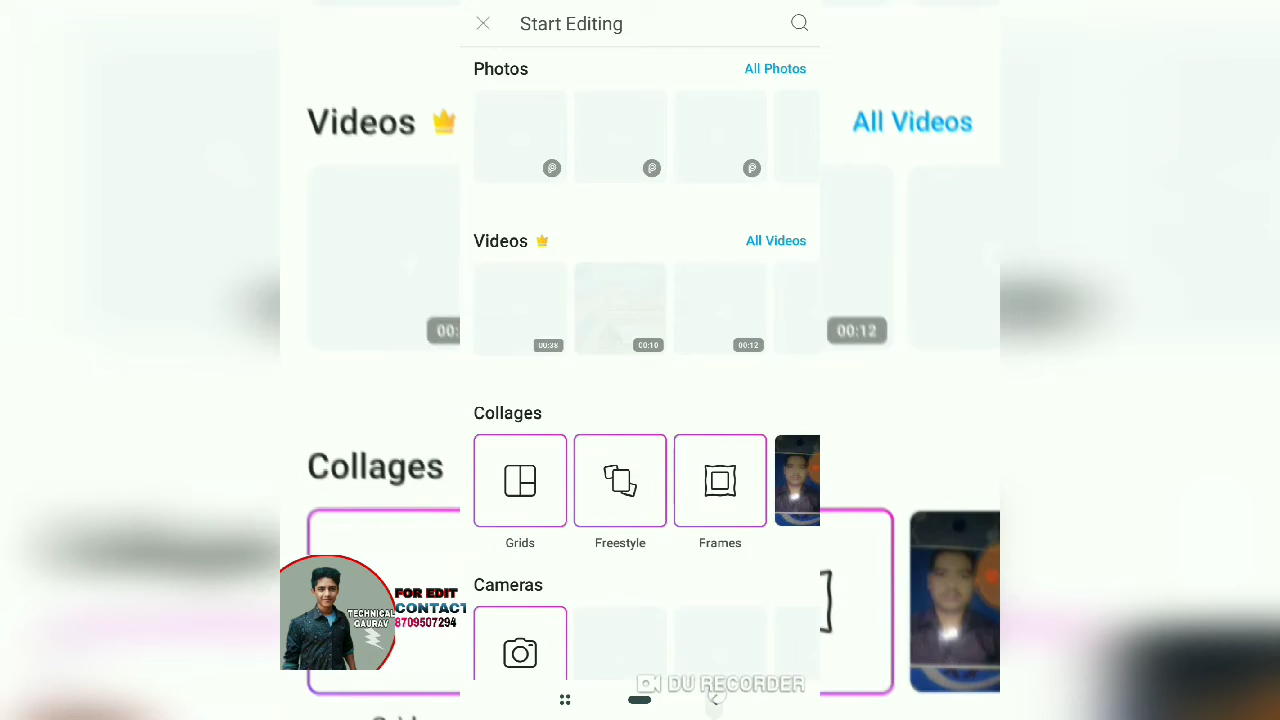 Start Editing
Photos
All Photos
Videos
All Videos
00:38
00:10
00:12
Collages
Grids
Freestyle
Frames
Cameras
Videos
All Videos
00:
00:12
Collages
TECHNICAL
GAURAV
FOR EDIT
CONTACT
8709507294
DU RECORDER